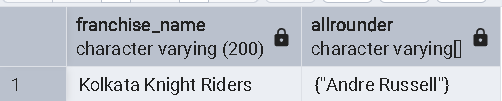 franchise_name allrounder
character varying (200) character varying[]
1 Kolkata Knight Riders {"Andre Russell"}